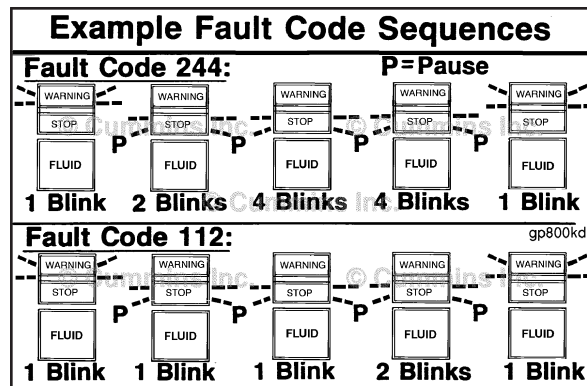 Example Fault Code Sequences
Fault Code 244: P=Pause
WARNING WARNING WARNING WARNING WARNING
STOP STOP STOP STOP STOP
© Cummins Inc. © Cummins Inc.
P P P P
FLUID FLUID FLUID FLUID FLUID
© Cummins Inc.
1 Blink 2 Blinks 4 Blinks 4 Blinks 1 Blink
Fault Code 112: gp800kd
WARNING WARNING WARNING WARNING WARNING
© Cummins Inc. © Cummins Inc.
STOP STOP STOP STOP STOP
P P P P
FLUID FLUID FLUID FLUID FLUID
1 Blink 1 Blink 1 Blink 2 Blinks 1 Blink